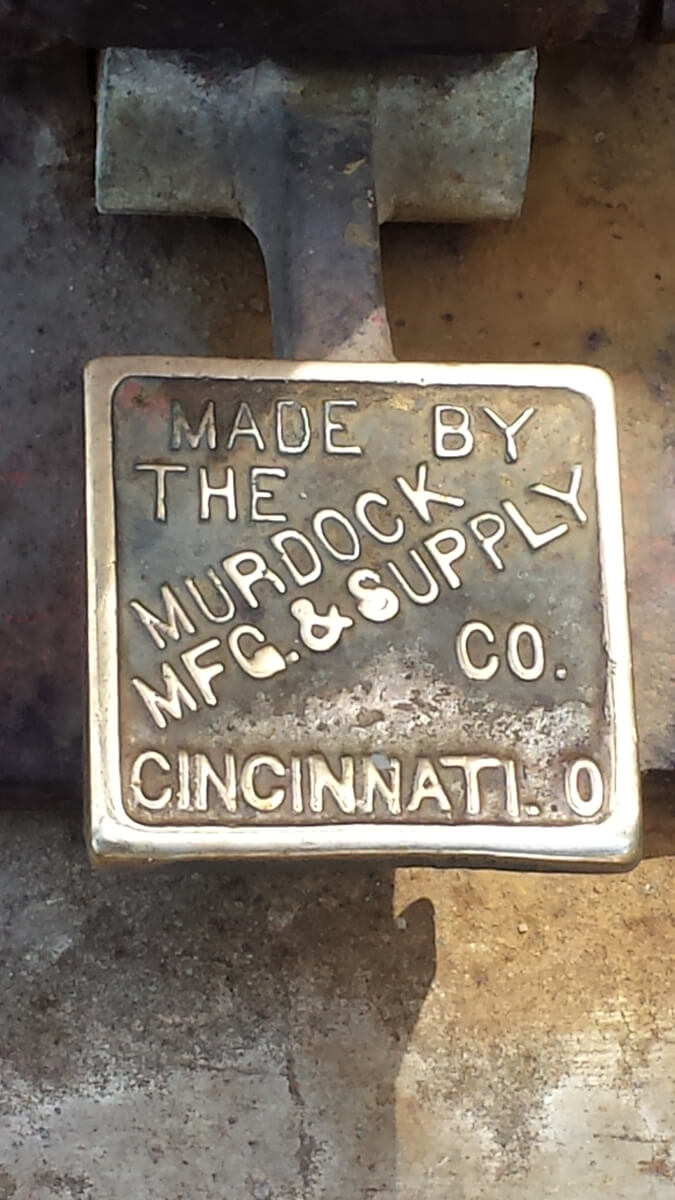 MADE BY
THE
MURDOCK
MFG. & SUPPLY
CO.
CINCINNATI. O